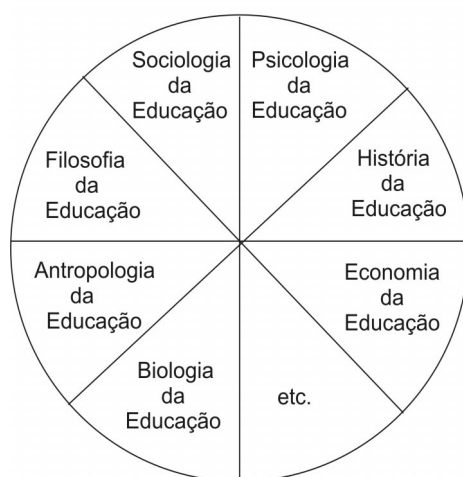 Sociologia
da
Educação
Psicologia
da
Educação
História
da
Educação
Economia
da
Educação
etc.
Biologia
da
Educação
Antropologia
da
Educação
Filosofia
da
Educação